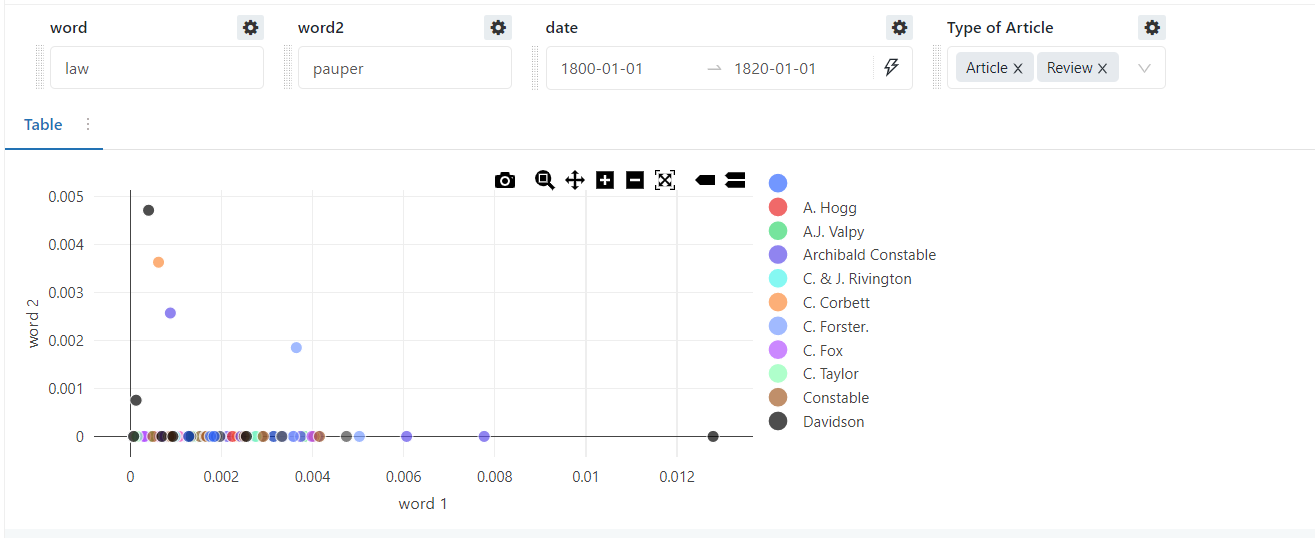 word word2 date Type of Article
law pauper 1800-01-01 1820-01-01 Article Review
Table
0.005
0.004
0.003
0.002
0.001
0
word 2
0 0.002 0.004 0.006 0.008 0.01 0.012
word 1
A. Hogg
A.J. Valpy
Archibald Constable
C. & J. Rivington
C. Corbett
C. Forster.
C. Fox
C. Taylor
Constable
Davidson